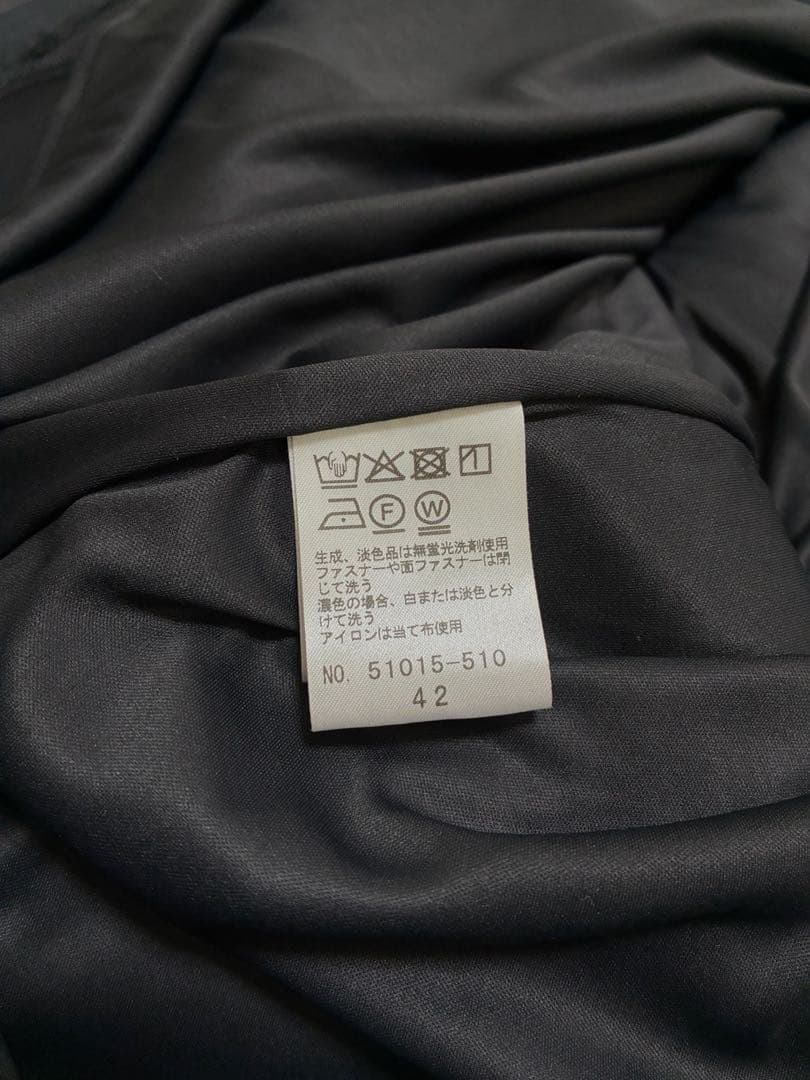 F W
生成、淡色品は無蛍光洗剤使用
ファスナーや面ファスナーは閉
じて洗う
濃色の場合、白または淡色と分
けて洗う
アイロンは当て布使用
NO. 51015-510
42